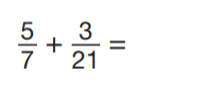 5/7 + 3/21 =